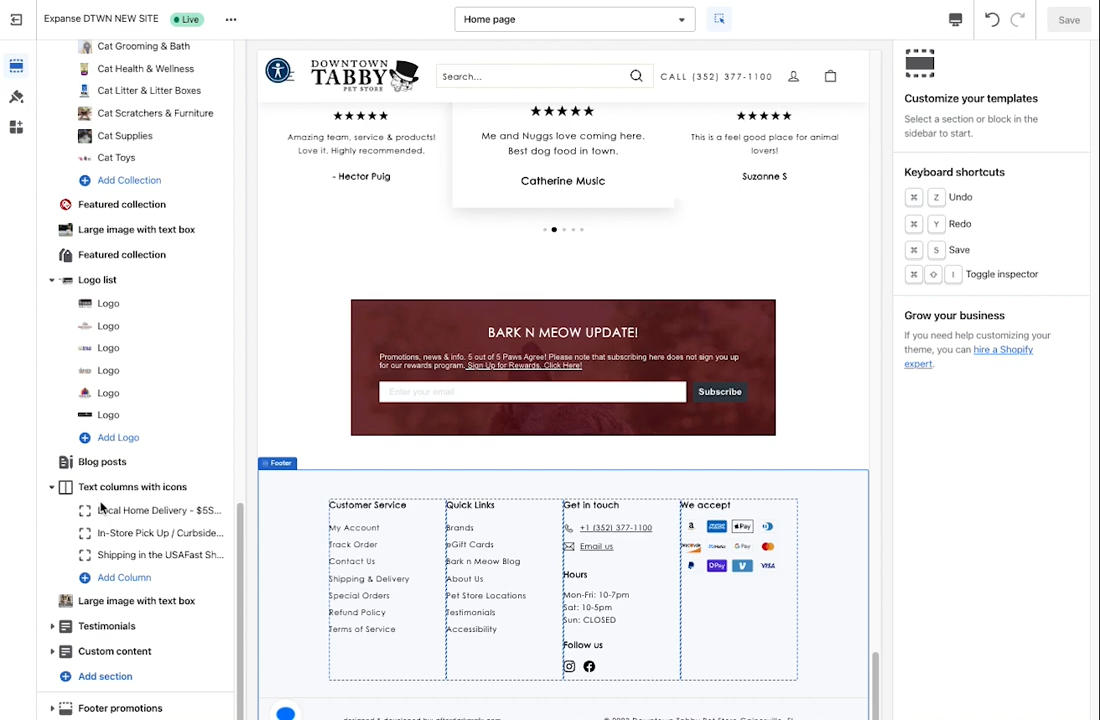 Expanse DTWN NEW SITE
Live
...
Home page
Save
Cat Grooming & Bath
Cat Health & Wellness
Cat Litter & Litter Boxes
Cat Scratchers & Furniture
Cat Supplies
Cat Toys
Add Collection
Featured collection
Large image with text box
Featured collection
Logo list
Logo
Logo
Logo
Logo
Logo
Logo
Add Logo
Blog posts
Text columns with icons
Local Home Delivery - $5S...
In-Store Pick Up / Curbside...
Shipping in the USAFast Sh...
Add Column
Large image with text box
Testimonials
Custom content
Add section
Footer promotions
DOWNTOWN
TABBY
PET STORE
Search...
CALL (352) 377-1100
★★★★★
Amazing team, service & products!
Love it. Highly recommended.
- Hector Puig
★★★★★
Me and Nuggs love coming here.
Best dog food in town.
Catherine Music
★★★★★
This is a feel good place for animal
lovers!
Suzanne S
BARK N MEOW UPDATE!
Promotions, news & info. 5 out of 5 Paws Agree! Please note that subscribing here does not sign you up
for our rewards program. Sign Up for Rewards. Click Here!
Enter your email
Subscribe
Footer
Customer Service
My Account
Track Order
Contact Us
Shipping & Delivery
Special Orders
Refund Policy
Terms of Service
Quick Links
Brands
eGift Cards
Bark n Meow Blog
About Us
Pet Store Locations
Testimonials
Accessibility
Get in touch
+1 (352) 377-1100
Email us
Hours
Mon-Fri: 10-7pm
Sat: 10-5pm
Sun: CLOSED
Follow us
We accept
Apple Pay
DISCOVER
G Pay
OPay
VISA
Customize your templates
Select a section or block in the
sidebar to start.
Keyboard shortcuts
⌘ Z Undo
⌘ Y Redo
⌘ S Save
⌘ ⇧ I Toggle inspector
Grow your business
If you need help customizing your
theme, you can hire a Shopify
expert.